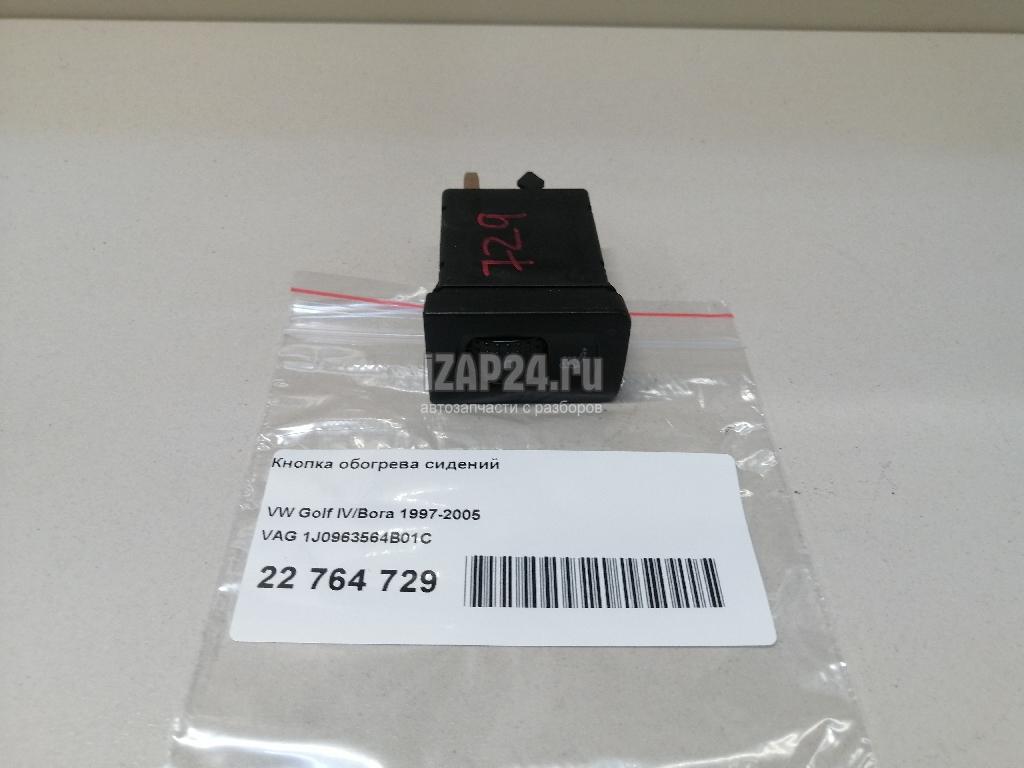 729
iZAP24.ru
автозапчасти с разборов
Кнопка обогрева сидений
VW Golf IV/Bora 1997-2005
VAG 1J0963564B01C
22 764 729